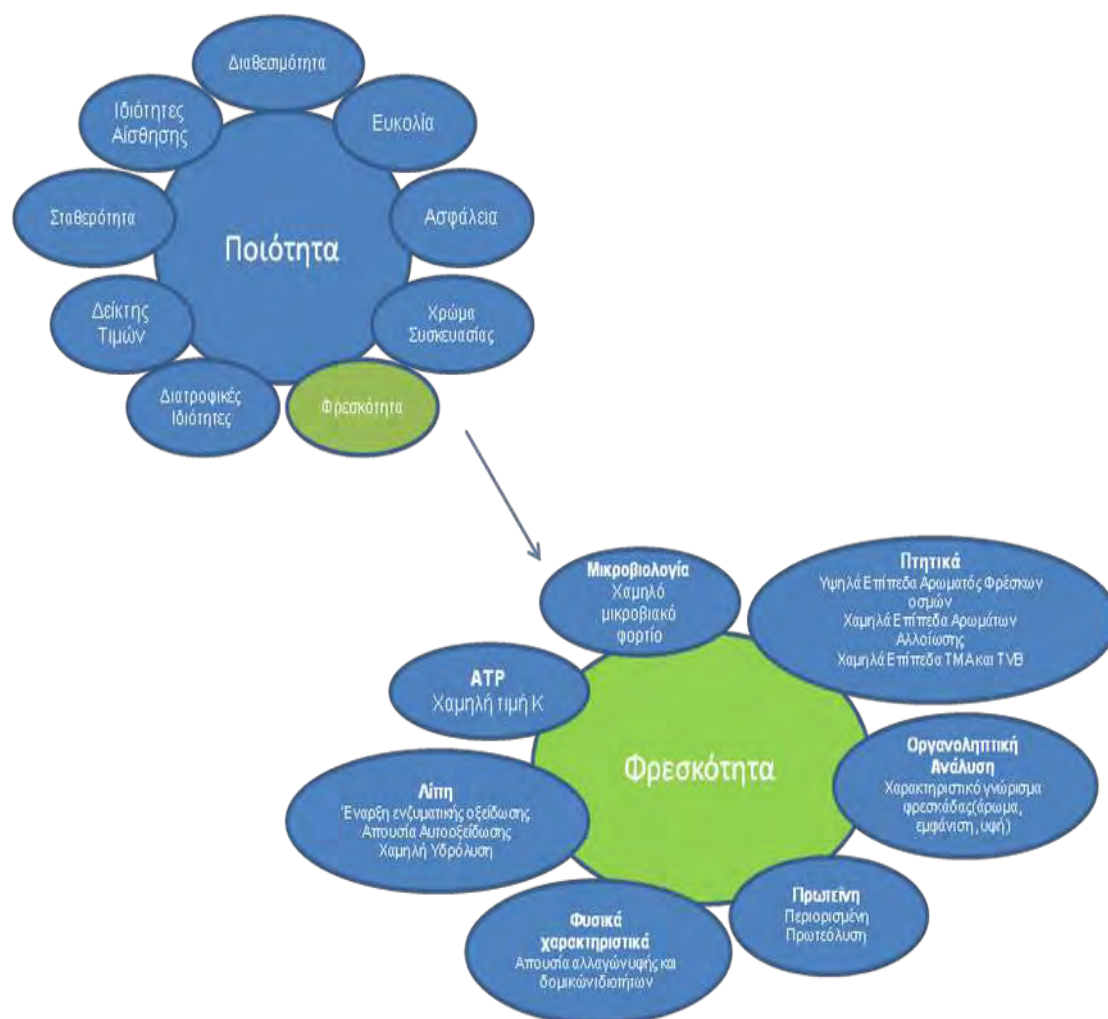 Διαθεσιμότητα
Ιδιότητες
Αίσθησης
Ευκολία
Σταθερότητα
Ασφάλεια
Ποιότητα
Δείκτης
Τιμών
Χρώμα
Συσκευασίας
Διατροφικές
Ιδιότητες
Φρεσκότητα
Μικροβιολογία
Χαμηλό
μικροβιακό
φορτίο
Πτητικά
Υψηλά Επίπεδα Αρωματός Φρέσκων
οσμών
Χαμηλά Επίπεδα Αρωμάτων
Αλλοίωσης
Χαμηλά Επίπεδα TMA και TVB
ATP
Χαμηλή τιμή K
Φρεσκότητα
Οργανοληπτική
Ανάλυση
Χαρακτηριστικό γνώρισμα
φρεσκάδας(άρωμα,
εμφάνιση, υφή)
Λίπη
Έναρξη ενζυματικής οξείδωσης
Απουσία Αυτοοξείδωσης
Χαμηλή Υδρόλυση
Πρωτείνη
Περιορισμένη
Πρωτεόλυση
Φυσικά
χαρακτηριστικά
Απουσία αλλαγών υφής και
δομικών ιδιοτήτων